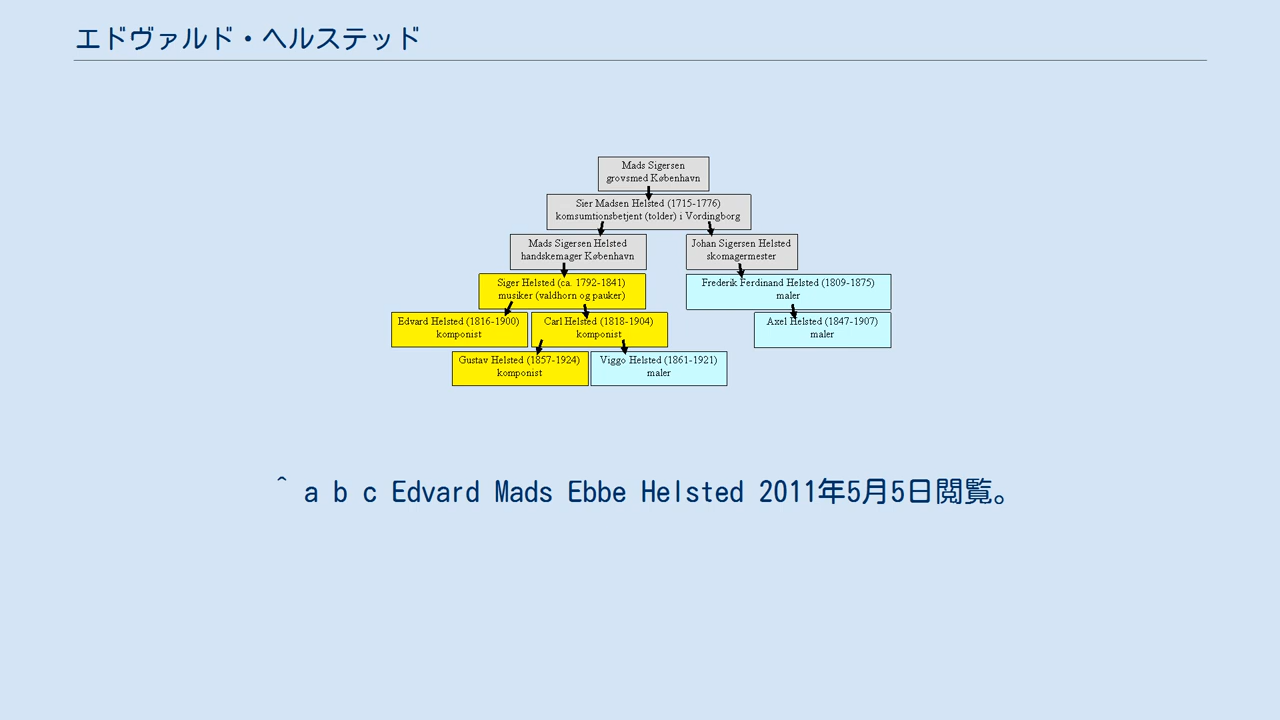 エドヴァルド・ヘルステッド
Mads Sigersen
grovsmed København
Sier Madsen Helsted (1715-1776)
komsumtionsbetjent (tolder) i Vordingborg
Mads Sigersen Helsted
handskemager København
Johan Sigersen Helsted
skomagermester
Siger Helsted (ca. 1792-1841)
musiker (valdhorn og pauker)
Frederik Ferdinand Helsted (1809-1875)
maler
Edvard Helsted (1816-1900)
komponist
Carl Helsted (1818-1904)
komponist
Axel Helsted (1847-1907)
maler
Gustav Helsted (1857-1924)
komponist
Viggo Helsted (1861-1921)
maler
^ a b c Edvard Mads Ebbe Helsted 2011年5月5日閲覧。